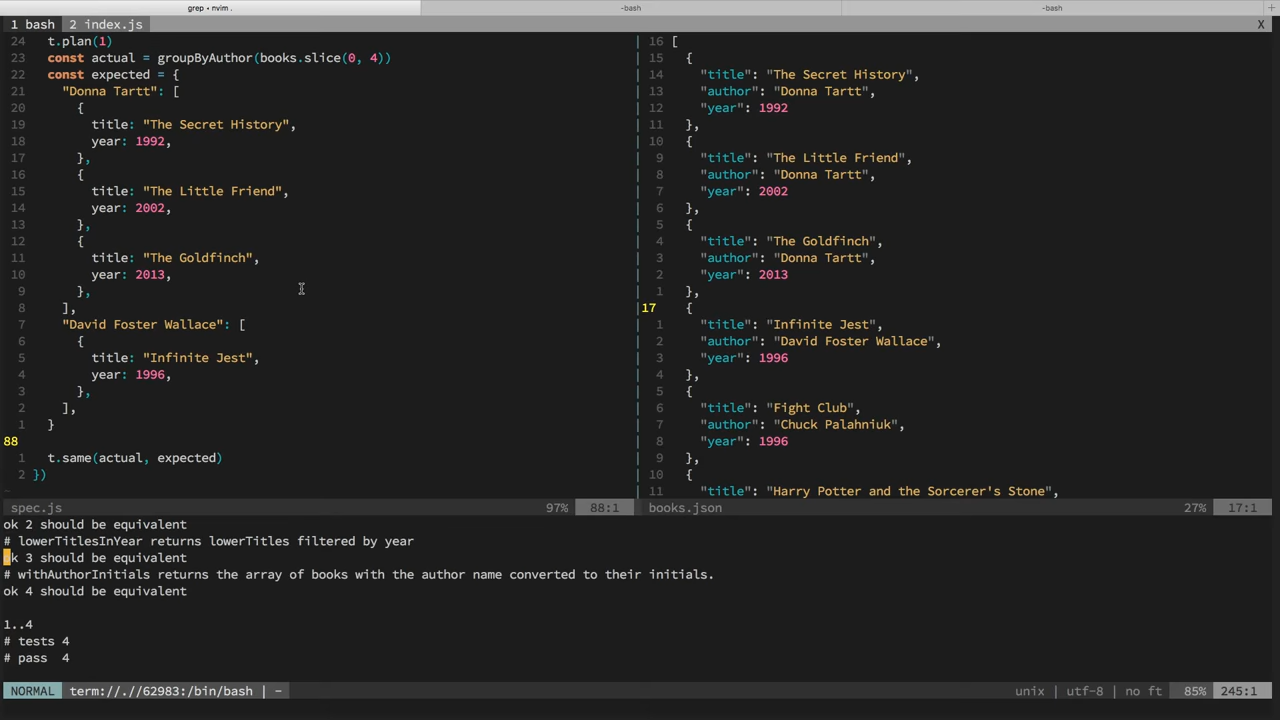 grep • nvim .
-bash
-bash
+
1 bash 2 index.js X
24 t.plan(1)
23 const actual = groupByAuthor(books.slice(0, 4))
22 const expected = {
21 "Donna Tartt": [
20 {
19 title: "The Secret History",
18 year: 1992,
17 },
16 {
15 title: "The Little Friend",
14 year: 2002,
13 },
12 {
11 title: "The Goldfinch",
10 year: 2013,
9 },
8 ],
7 "David Foster Wallace": [
6 {
5 title: "Infinite Jest",
4 year: 1996,
3 },
2 ],
1 }
88
1 t.same(actual, expected)
2 })
~
spec.js 97% 88:1
16 [
15 {
14 "title": "The Secret History",
13 "author": "Donna Tartt",
12 "year": 1992
11 },
10 {
9 "title": "The Little Friend",
8 "author": "Donna Tartt",
7 "year": 2002
6 },
5 {
4 "title": "The Goldfinch",
3 "author": "Donna Tartt",
2 "year": 2013
1 },
17 {
1 "title": "Infinite Jest",
2 "author": "David Foster Wallace",
3 "year": 1996
4 },
5 {
6 "title": "Fight Club",
7 "author": "Chuck Palahniuk",
8 "year": 1996
9 },
10 {
11 "title": "Harry Potter and the Sorcerer's Stone",
books.json 27% 17:1
ok 2 should be equivalent
# lowerTitlesInYear returns lowerTitles filtered by year
ok 3 should be equivalent
# withAuthorInitials returns the array of books with the author name converted to their initials.
ok 4 should be equivalent
1..4
# tests 4
# pass 4
NORMAL term://.//62983:/bin/bash | - unix | utf-8 | no ft 85% 245:1